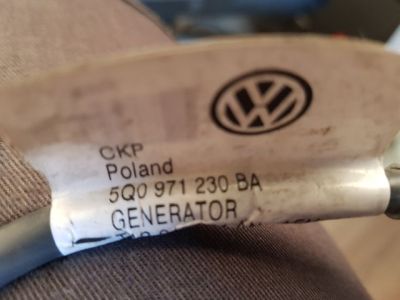 CKP
Poland
5Q0 971 230 BA
GENERATOR